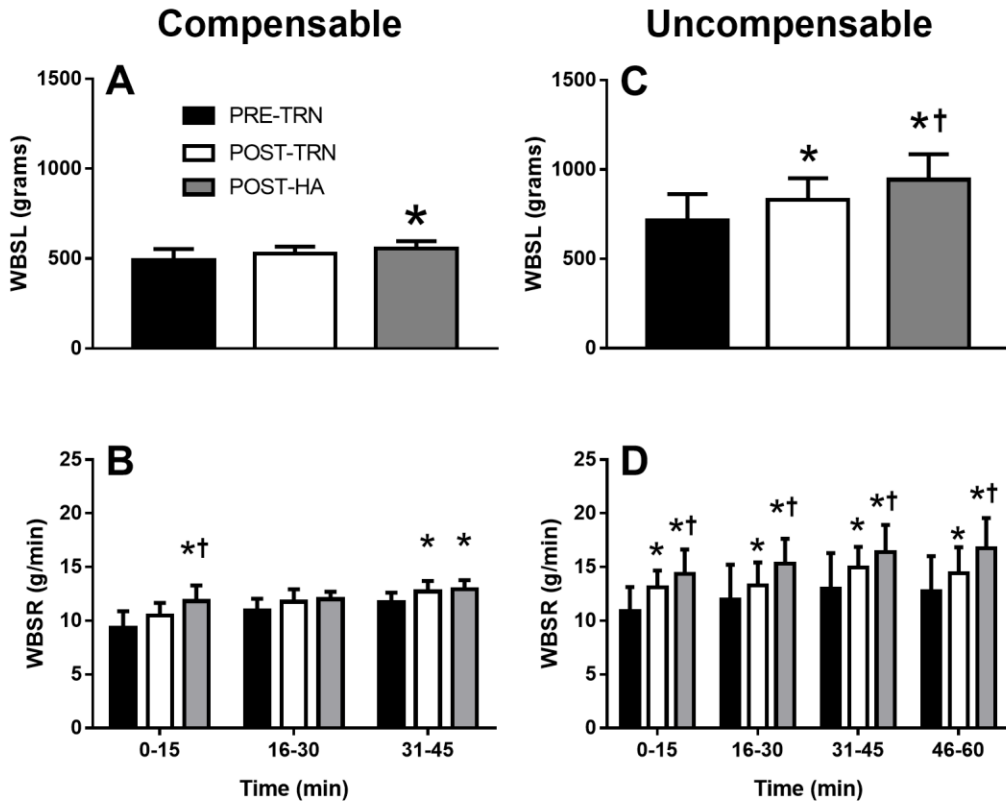 Compensable
Uncompensable
A
1500
1000
500
0
WBSL (grams)
PRE-TRN
POST-TRN
POST-HA
*
C
1500
1000
500
0
WBSL (grams)
*
*†
B
25
20
15
10
5
0
WBSR (g/min)
*†
*
*
0-15
16-30
31-45
Time (min)
D
25
20
15
10
5
0
WBSR (g/min)
*
*†
*
*†
*
*†
*
*†
0-15
16-30
31-45
46-60
Time (min)